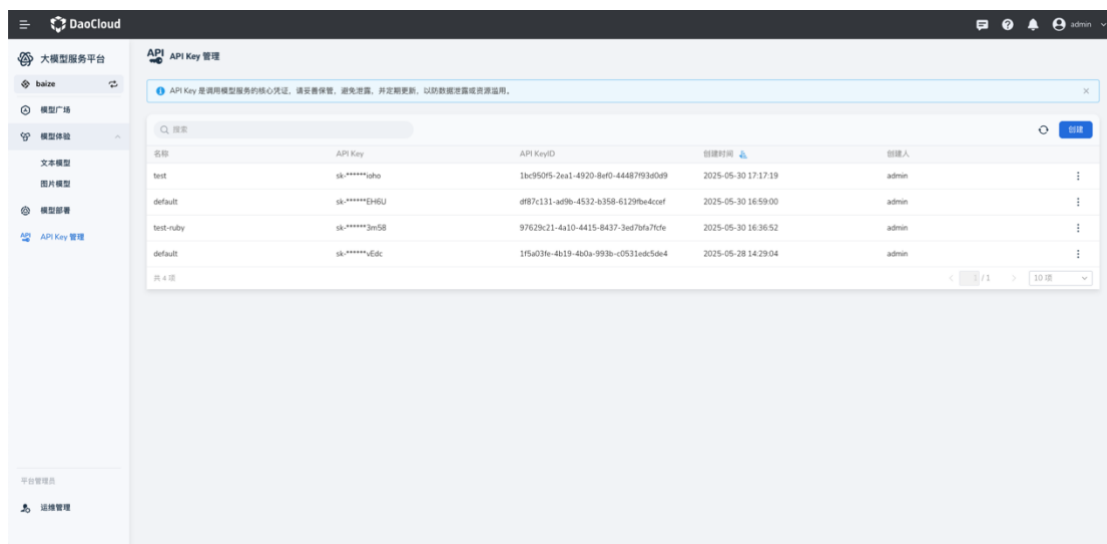 DaoCloud
admin
大模型服务平台
baize
模型广场
模型体验
文本模型
图片模型
模型部署
API Key 管理
平台管理员
运维管理
API API Key 管理
API Key 是调用模型服务的核心凭证，请妥善保管、避免泄露，并定期更新，以防数据泄露或资源滥用。
搜索
创建
名称 API Key API KeyID 创建时间 创建人
test sk-******ioho 1bc950f5-2ea1-4920-8ef0-44487f93d0d9 2025-05-30 17:17:19 admin
default sk-******EH6U df87c131-ad9b-4532-b358-6129fbe4ccef 2025-05-30 16:59:00 admin
test-ruby sk-******3m58 97629c21-4a10-4415-8437-3ed7bfa7fcfe 2025-05-30 16:36:52 admin
default sk-******vEdc 1f5a03fe-4b19-4b0a-993b-c0531edc5de4 2025-05-28 14:29:04 admin
共 4 项
1 / 1
10 项